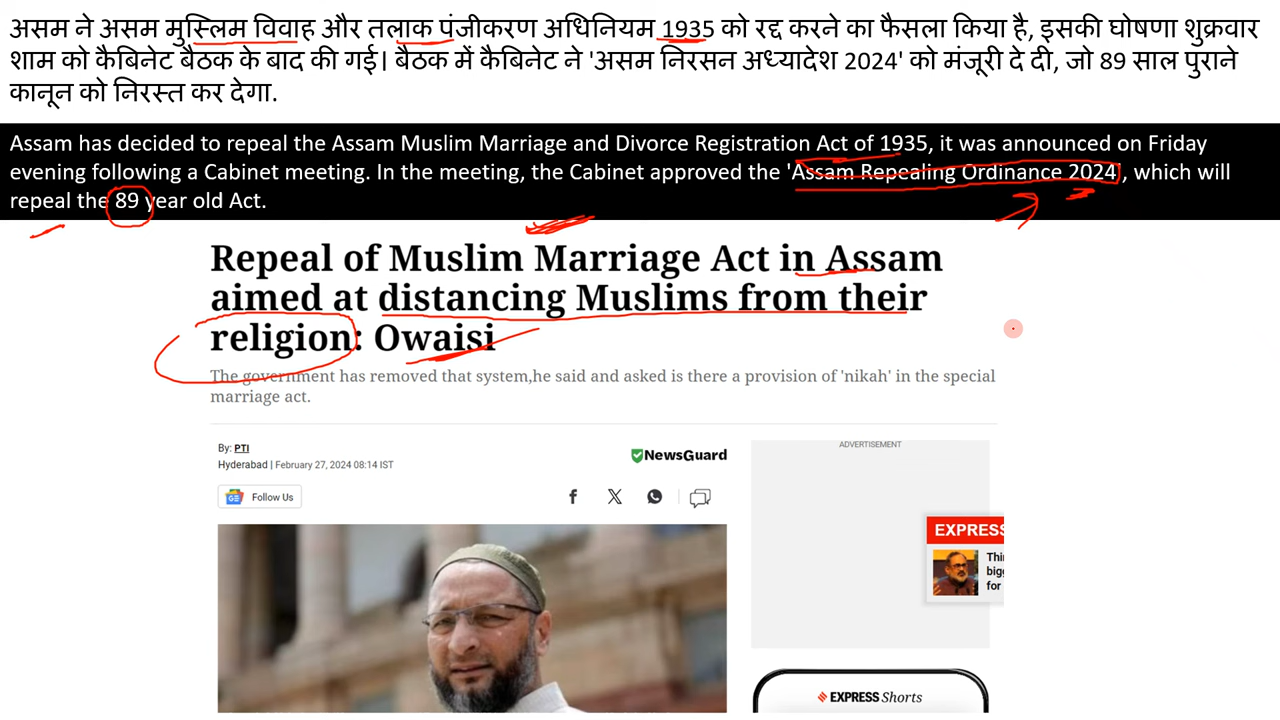 असम ने असम मुस्लिम विवाह और तलाक पंजीकरण अधिनियम 1935 को रद्द करने का फैसला किया है, इसकी घोषणा शुक्रवार
शाम को कैबिनेट बैठक के बाद की गई। बैठक में कैबिनेट ने 'असम निरसन अध्यादेश 2024' को मंजूरी दे दी, जो 89 साल पुराने
कानून को निरस्त कर देगा.
Assam has decided to repeal the Assam Muslim Marriage and Divorce Registration Act of 1935, it was announced on Friday
evening following a Cabinet meeting. In the meeting, the Cabinet approved the 'Assam Repealing Ordinance 2024', which will
repeal the 89 year old Act.
Repeal of Muslim Marriage Act in Assam
aimed at distancing Muslims from their
religion: Owaisi
The government has removed that system,he said and asked is there a provision of 'nikah' in the special
marriage act.
By: PTI
Hyderabad | February 27, 2024 08:14 IST
NewsGuard
Follow Us
ADVERTISEMENT
EXPRESS
Thi
big
for
EXPRESS Shorts